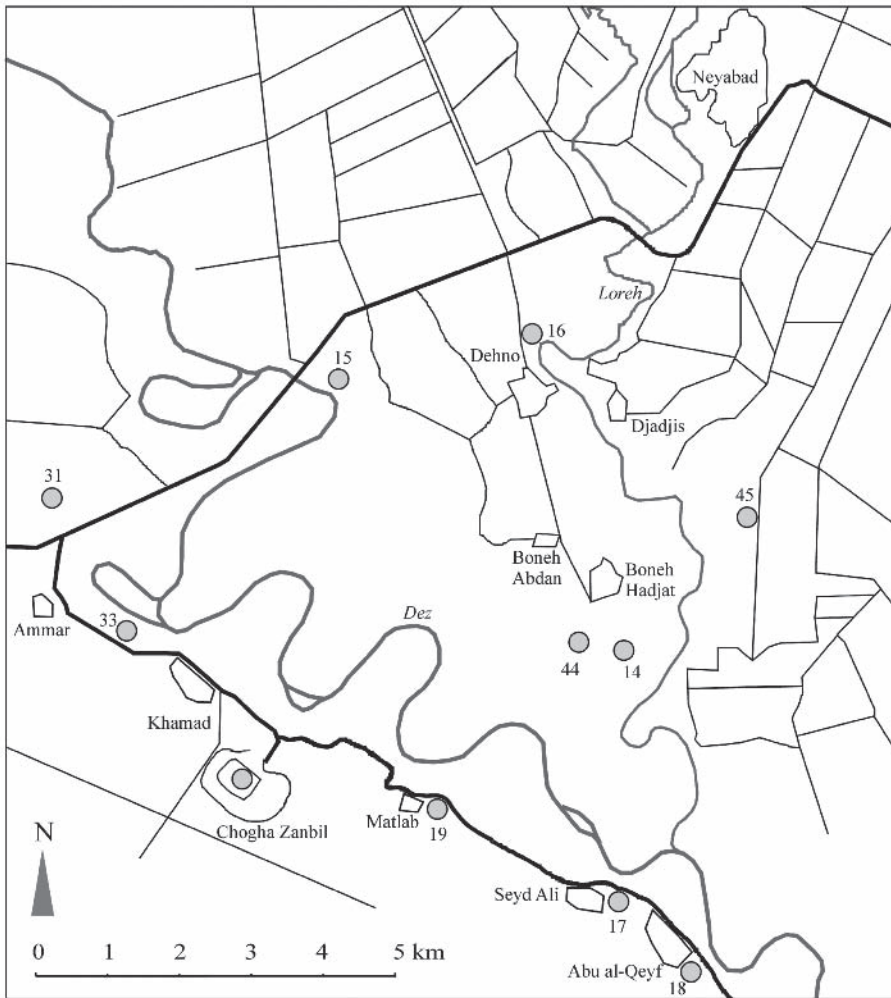 Neyabad
Loreh
16
Dehno
15
Djadjis
31
45
Boneh
Abdan
Boneh
Hadjat
Dez
Ammar
33
44
14
Khamad
Chogha Zanbil
Matlab
19
N
Seyd Ali
17
Abu al-Qeyf
18
0 1 2 3 4 5 km